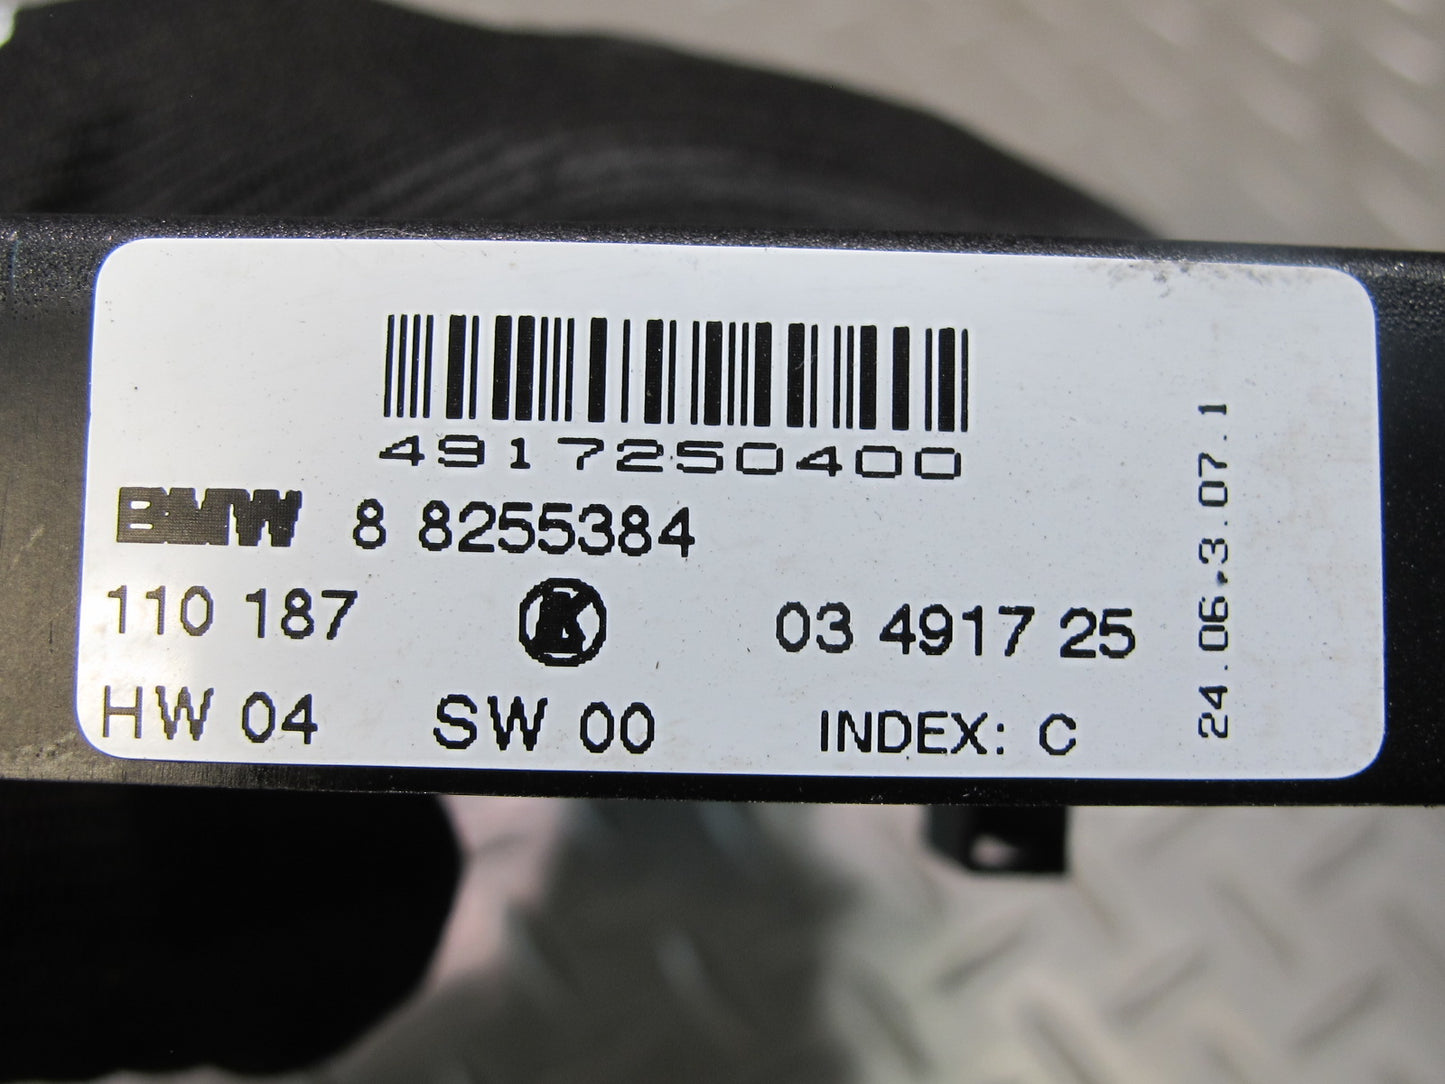 4917250400
BMW 8 8255384
110 187 K 03 4917 25
HW 04 SW 00 INDEX: C
24.06.3.07.1